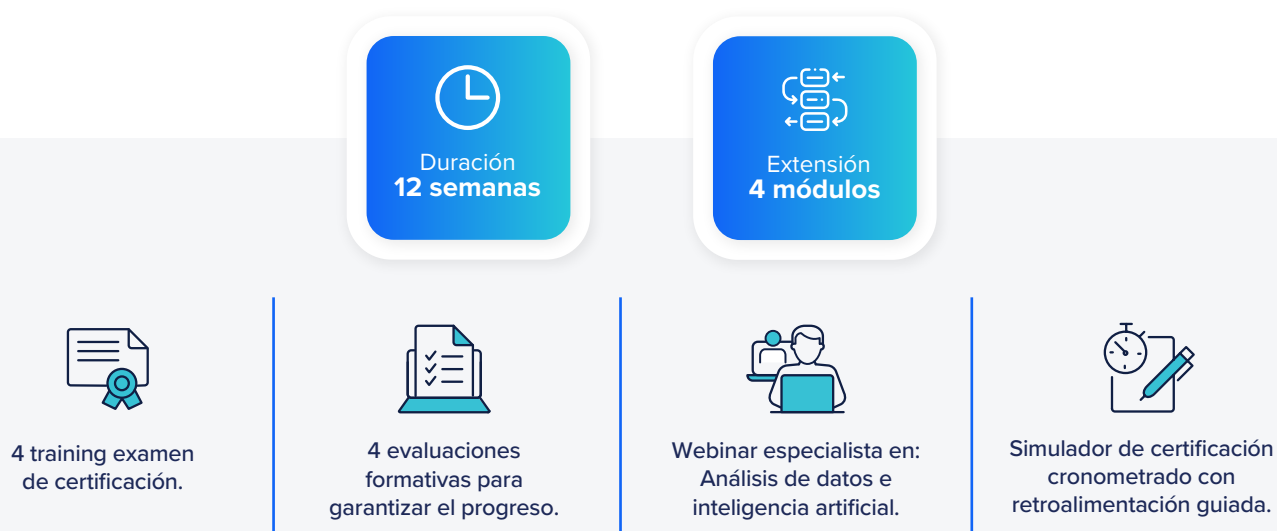 Duración
12 semanas
Extensión
4 módulos
4 training examen
de certificación.
4 evaluaciones
formativas para
garantizar el progreso.
Webinar especialista en:
Análisis de datos e
inteligencia artificial.
Simulador de certificación
cronometrado con
retroalimentación guiada.